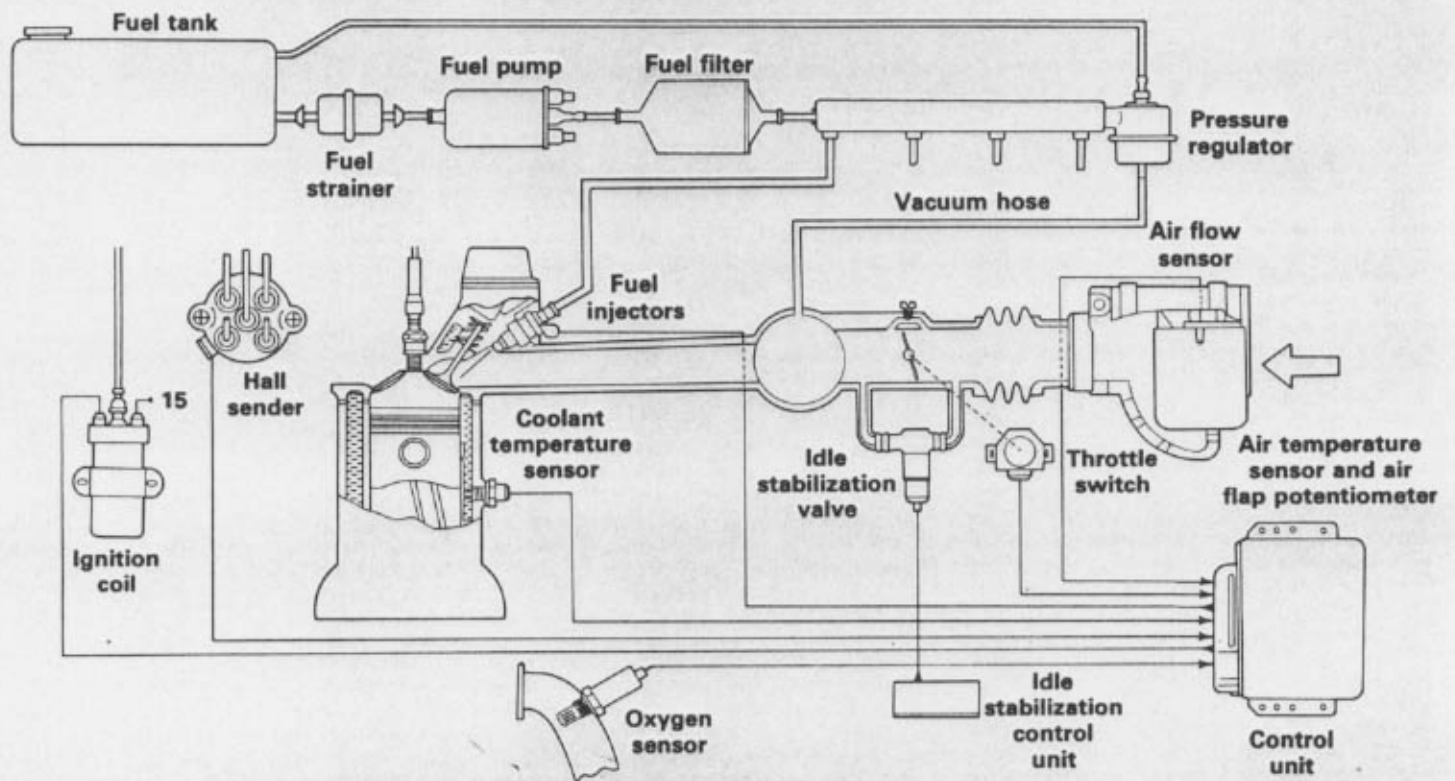 Fuel tank
Fuel pump
Fuel filter
Fuel
strainer
Pressure
regulator
Vacuum hose
Air flow
sensor
Fuel
injectors
Hall
sender
15
Coolant
temperature
sensor
Idle
stabilization
valve
Throttle
switch
Air temperature
sensor and air
flap potentiometer
Ignition
coil
Oxygen
sensor
Idle
stabilization
control
unit
Control
unit